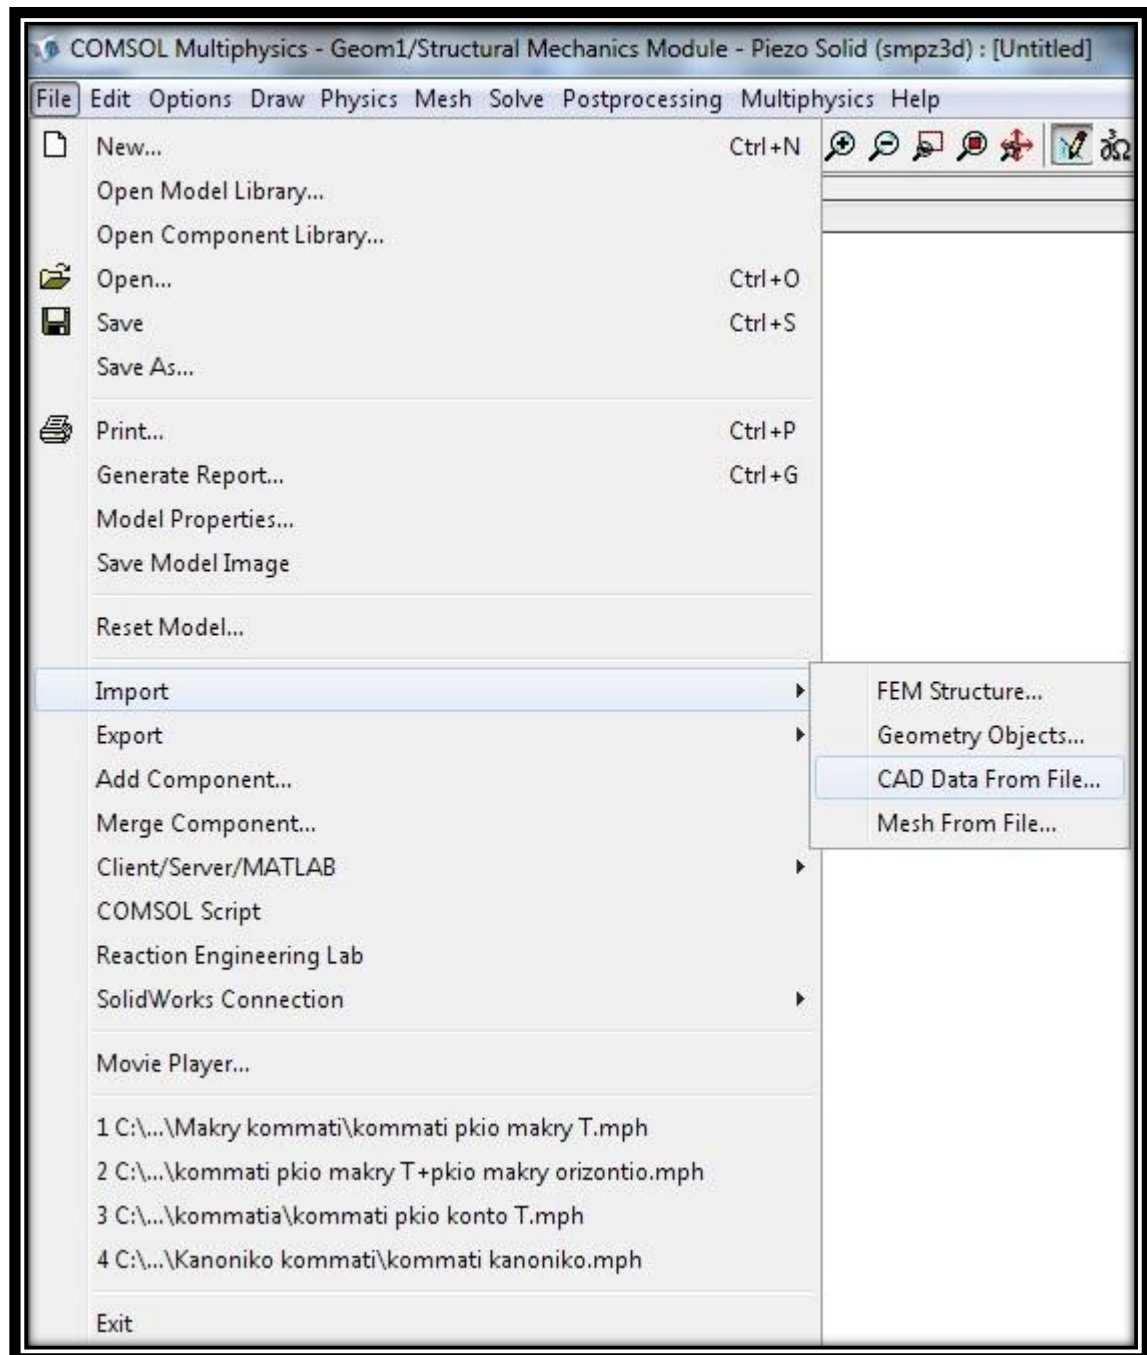 COMSOL Multiphysics - Geom1/Structural Mechanics Module - Piezo Solid (smpz3d) : [Untitled]
File Edit Options Draw Physics Mesh Solve Postprocessing Multiphysics Help
New... Ctrl+N
Open Model Library...
Open Component Library...
Open... Ctrl+O
Save Ctrl+S
Save As...
Print... Ctrl+P
Generate Report... Ctrl+G
Model Properties...
Save Model Image
Reset Model...
Import
Export
Add Component...
Merge Component...
Client/Server/MATLAB
COMSOL Script
Reaction Engineering Lab
SolidWorks Connection
Movie Player...
1 C:\...\Makry kommati\kommati pkio makry T.mph
2 C:\...\kommati pkio makry T+pkio makry orizontio.mph
3 C:\...\kommatia\kommati pkio konto T.mph
4 C:\...\Kanoniko kommati\kommati kanoniko.mph
Exit
FEM Structure...
Geometry Objects...
CAD Data From File...
Mesh From File...